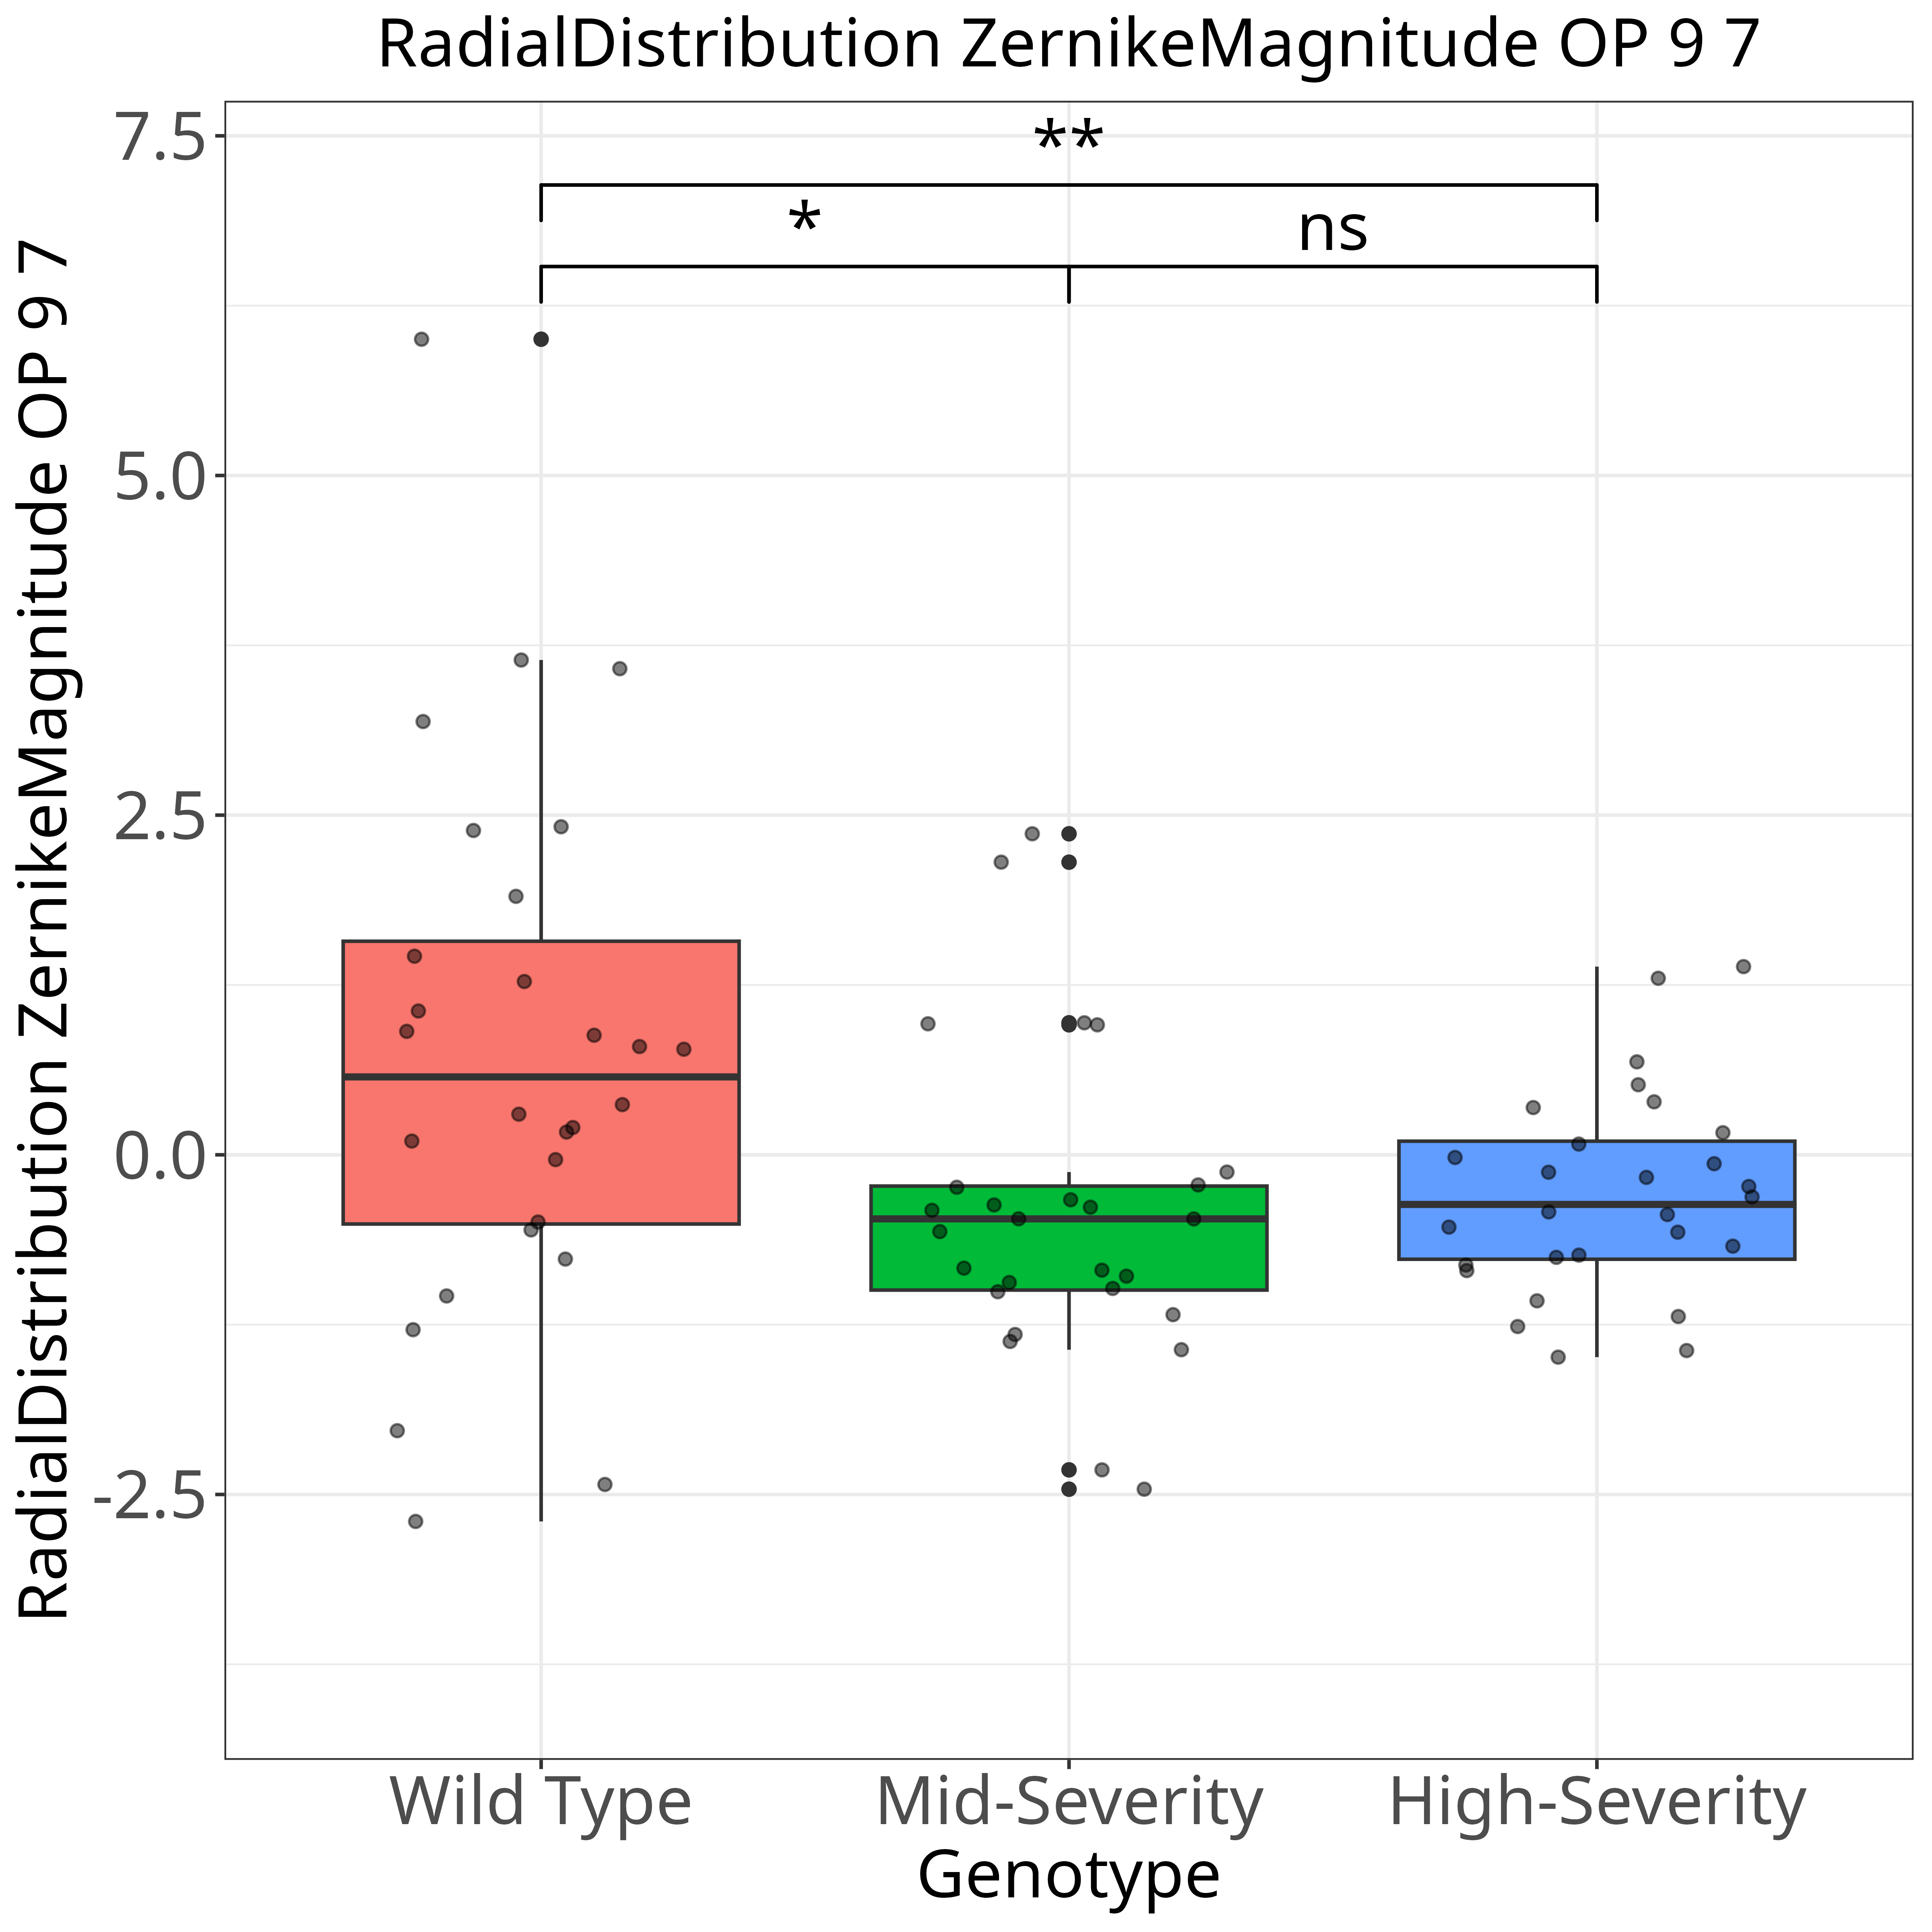 RadialDistribution ZernikeMagnitude OP 9 7
RadialDistribution ZernikeMagnitude OP 9 7
7.5
5.0
2.5
0.0
-2.5
**
*
ns
Wild Type
Mid-Severity
High-Severity
Genotype